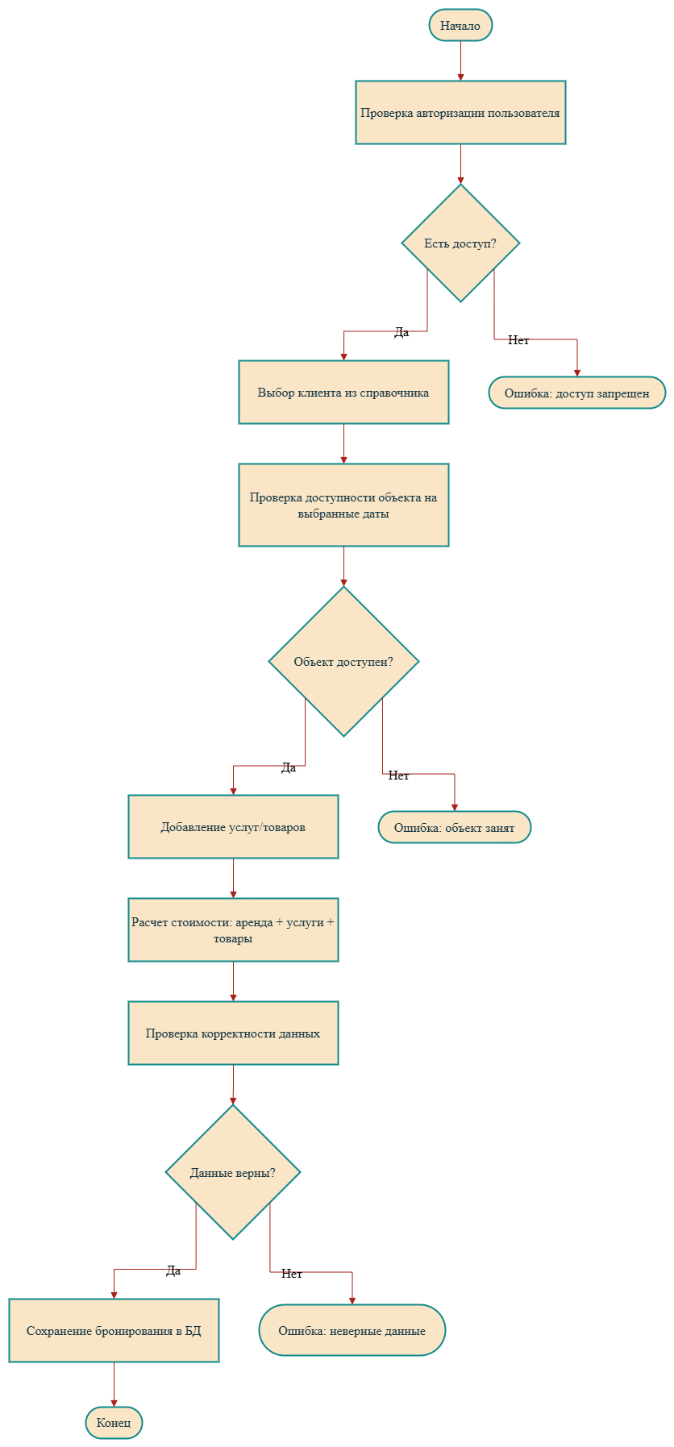 Начало
Проверка авторизации пользователя
Есть доступ?
Да
Нет
Выбор клиента из справочника
Ошибка: доступ запрещен
Проверка доступности объекта на
выбранные даты
Объект доступен?
Да
Нет
Добавление услуг/товаров
Ошибка: объект занят
Расчет стоимости: аренда + услуги +
товары
Проверка корректности данных
Данные верны?
Да
Нет
Сохранение бронирования в БД
Ошибка: неверные данные
Конец